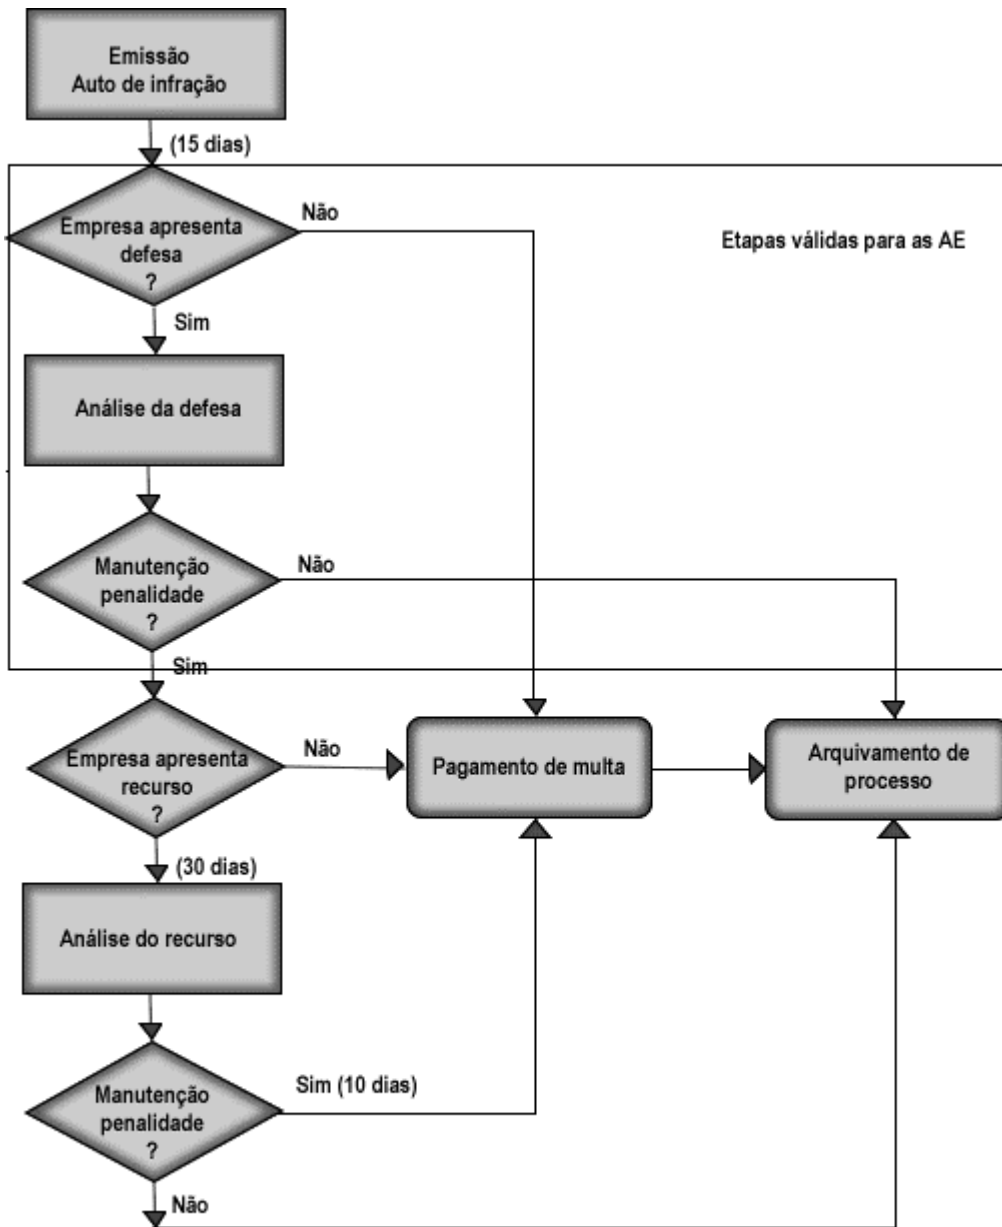 Emissão
Auto de infração
(15 dias)
Empresa apresenta
defesa
?
Não
Etapas válidas para as AE
Sim
Análise da defesa
Manutenção
penalidade
?
Não
Sim
Empresa apresenta
recurso
?
Não
Pagamento de multa
Arquivamento de
processo
(30 dias)
Análise do recurso
Manutenção
penalidade
?
Sim (10 dias)
Não